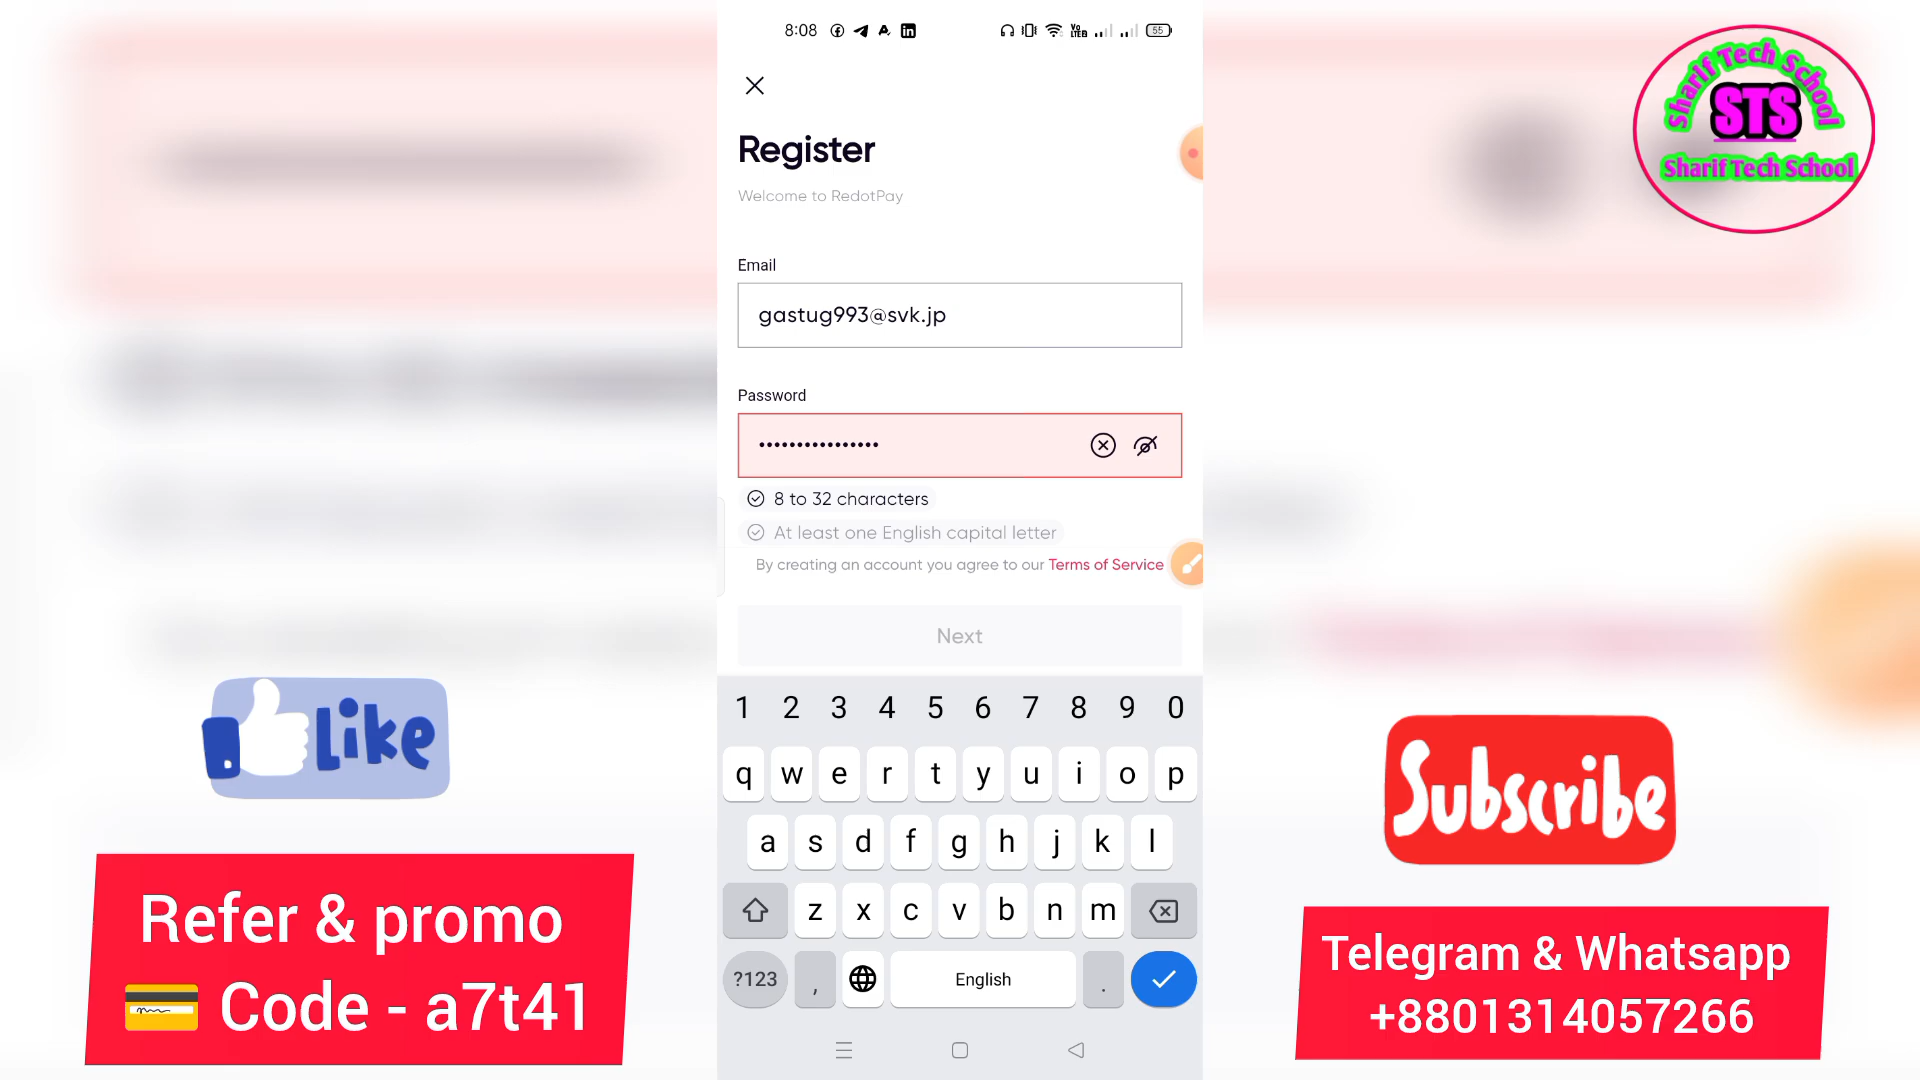 8:08
Vo
LTEB
55
Sharif Tech School
STS
Sharif Tech School
Register
Welcome to RedotPay
Email
gastug993@svk.jp
Password
••••••••••••••••
8 to 32 characters
At least one English capital letter
By creating an account you agree to our Terms of Service
Next
Like
Subscribe
1 2 3 4 5 6 7 8 9 0
q w e r t y u i o p
a s d f g h j k l
z x c v b n m
?123 , English .
Refer & promo
Code - a7t41
Telegram & Whatsapp
+8801314057266